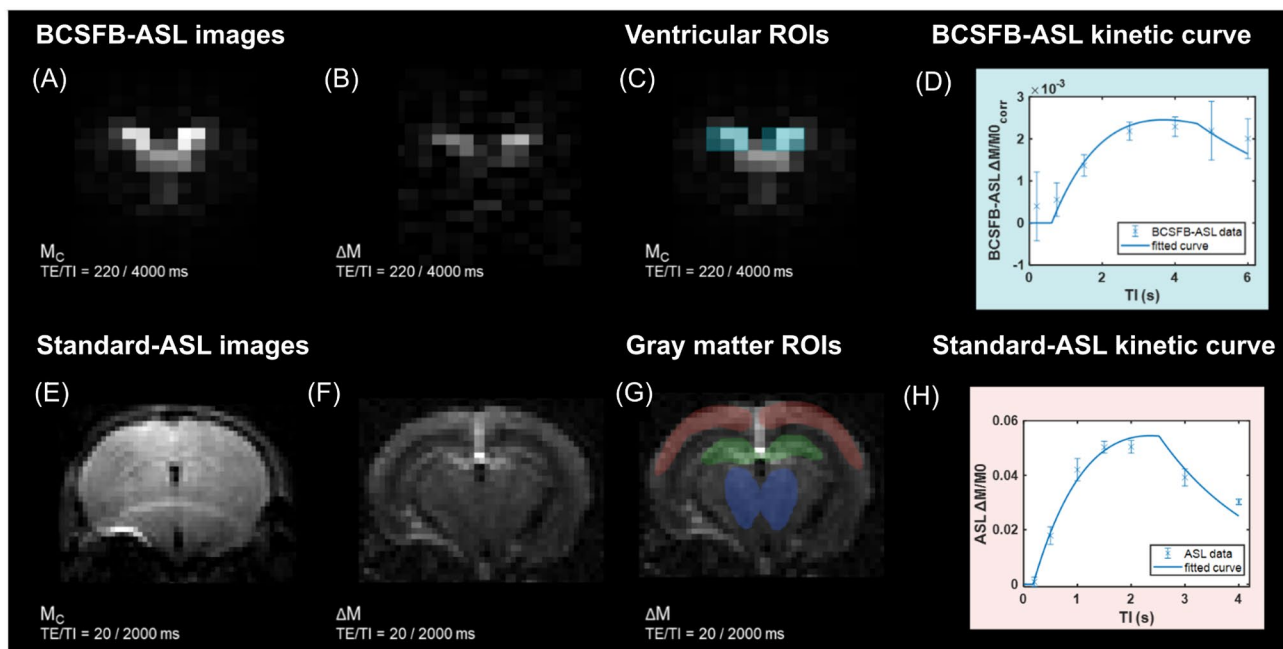 BCSFB-ASL images
Ventricular ROIs
BCSFB-ASL kinetic curve
(A)
(B)
(C)
(D)
M_C
TE/TI = 220 / 4000 ms
ΔM
TE/TI = 220 / 4000 ms
M_C
TE/TI = 220 / 4000 ms
× 10⁻³
3
2
1
0
-1
BCSFB-ASL ΔM/M0_corr
0
2
4
6
TI (s)
BCSFB-ASL data
fitted curve
Standard-ASL images
Gray matter ROIs
Standard-ASL kinetic curve
(E)
(F)
(G)
(H)
M_C
TE/TI = 20 / 2000 ms
ΔM
TE/TI = 20 / 2000 ms
ΔM
TE/TI = 20 / 2000 ms
0.06
0.04
0.02
0
ASL ΔM/M0
0
1
2
3
4
TI (s)
ASL data
fitted curve